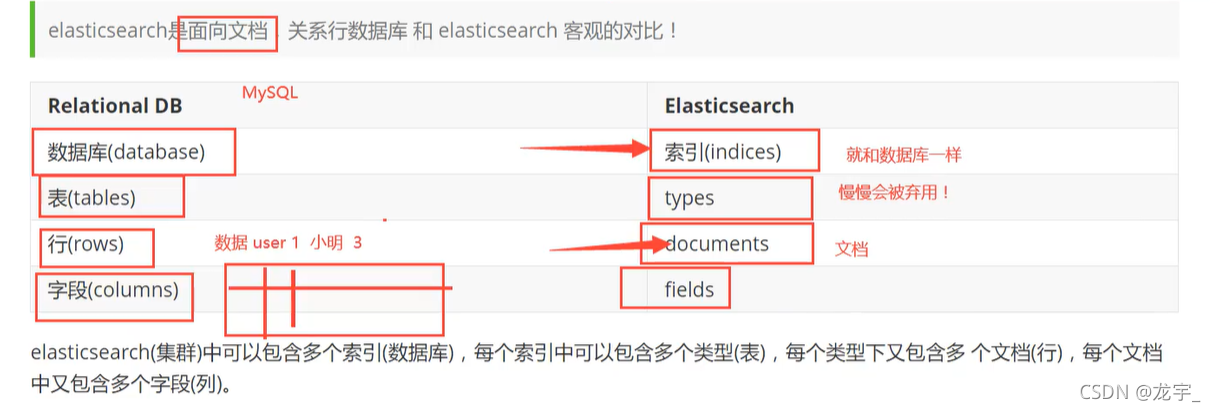 elasticsearch是面向文档，关系行数据库 和 elasticsearch 客观的对比！
Relational DB MySQL Elasticsearch
数据库(database) 索引(indices) 就和数据库一样
表(tables) types 慢慢会被弃用！
行(rows) 数据 user 1 小明 3 documents 文档
字段(columns) fields
elasticsearch(集群)中可以包含多个索引(数据库)，每个索引中可以包含多个类型(表)，每个类型下又包含多 个文档(行)，每个文档
中又包含多个字段(列)。
CSDN @龙宇_